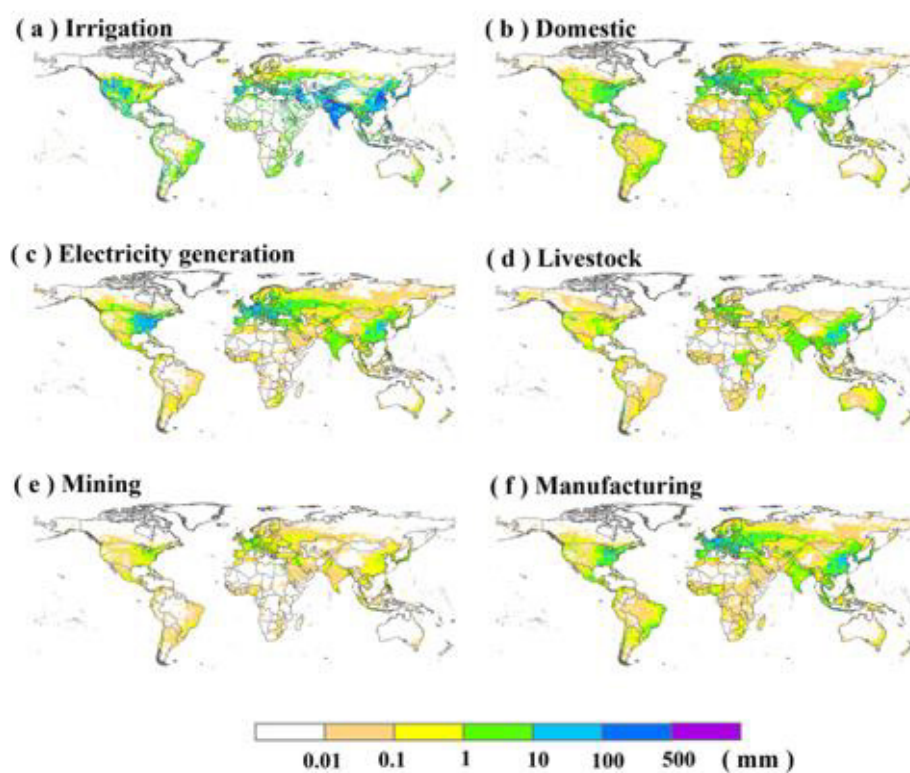 ( a ) Irrigation
( b ) Domestic
( c ) Electricity generation
( d ) Livestock
( e ) Mining
( f ) Manufacturing
0.01 0.1 1 10 100 500 ( mm )